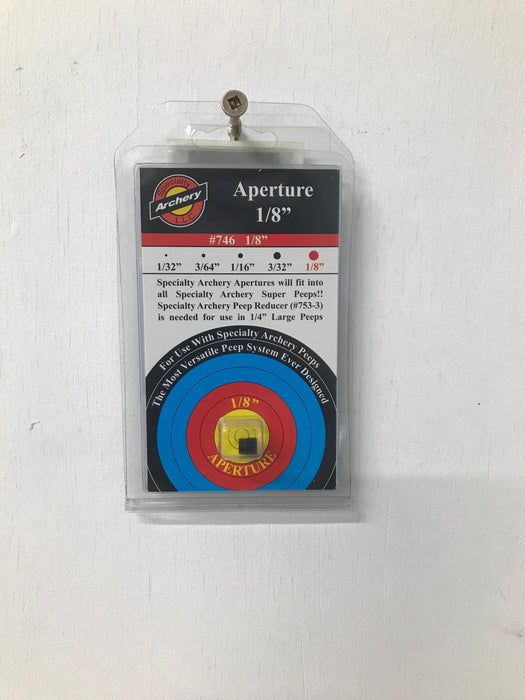 Specialty
Archery
LLC
Aperture
1/8”
#746 1/8”
1/32” 3/64” 1/16” 3/32” 1/8”
Specialty Archery Apertures will fit into
all Specialty Archery Super Peeps!!
Specialty Archery Peep Reducer (#753-3)
is needed for use in 1/4” Large Peeps
For Use With Specialty Archery Peeps
The Most Versatile Peep System Ever Designed
1/8”
APERTURE